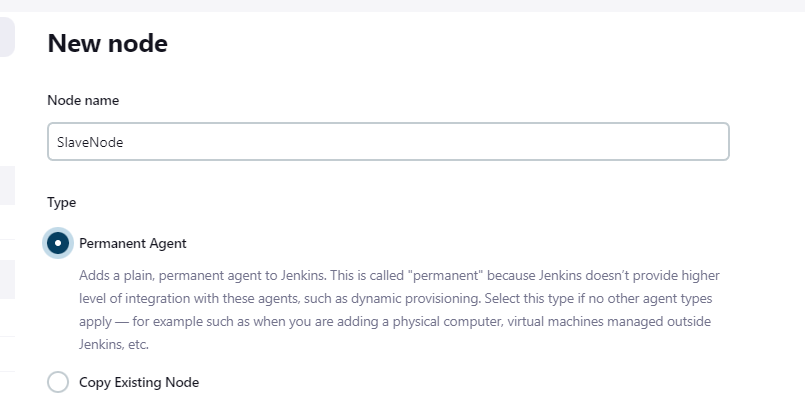 New node
Node name
SlaveNode
Type
Permanent Agent
Adds a plain, permanent agent to Jenkins. This is called "permanent" because Jenkins doesn’t provide higher
level of integration with these agents, such as dynamic provisioning. Select this type if no other agent types
apply — for example such as when you are adding a physical computer, virtual machines managed outside
Jenkins, etc.
Copy Existing Node